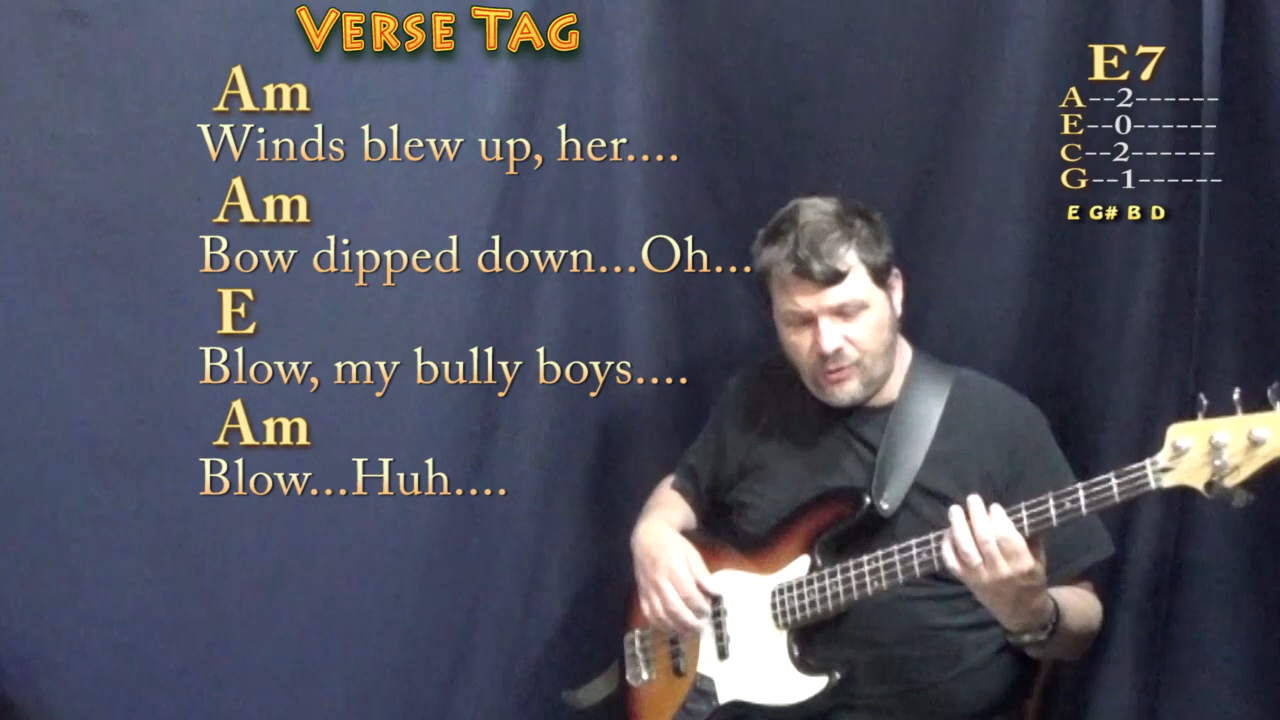 VERSE TAG
Am
Winds blew up, her....
Am
Bow dipped down...Oh...
E
Blow, my bully boys....
Am
Blow...Huh....
E7
A--2------
E--0------
C--2------
G--1------
E G# B D